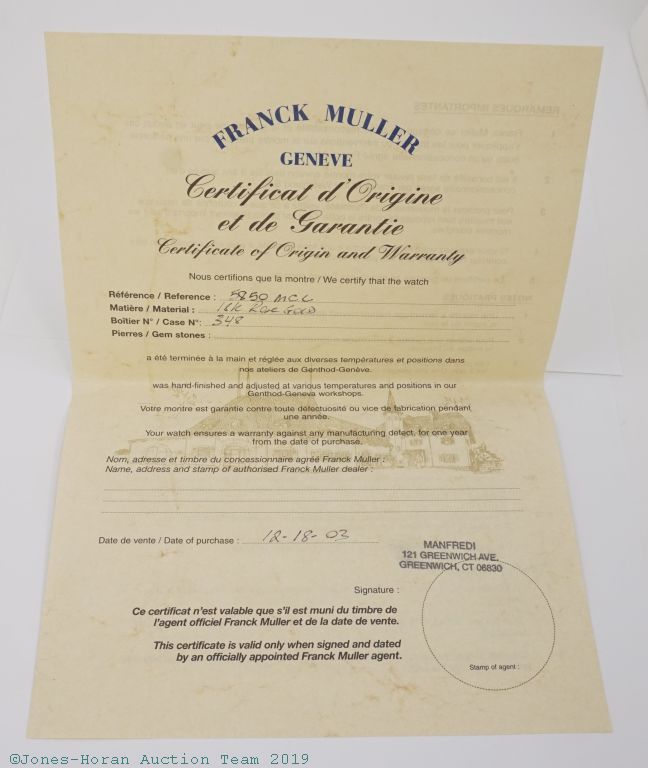 FRANCK MULLER
GENEVE
Certificat d'Origine
et de Garantie
Certificate of Origin and Warranty
Nous certifions que la montre / We certify that the watch
Référence / Reference : 5850 MCC
Matière / Material : 18K Rose Gold
Boîtier N° / Case N°: 348
Pierres / Gem stones :
a été terminée à la main et réglée aux diverses températures et positions dans
nos ateliers de Genthod-Genève.
was hand-finished and adjusted at various temperatures and positions in our
Genthod-Geneva workshops.
Votre montre est garantie contre toute défectuosité ou vice de fabrication pendant
une année.
Your watch ensures a warranty against any manufacturing defect, for one year
from the date of purchase.
Nom, adresse et timbre du concessionnaire agréé Franck Muller :
Name, address and stamp of authorised Franck Muller dealer :
Date de vente / Date of purchase : 12-18-03
MANFREDI
121 GREENWICH AVE.
GREENWICH, CT 06830
Signature :
Ce certificat n'est valable que s'il est muni du timbre de
l'agent officiel Franck Muller et de la date de vente.
This certificate is valid only when signed and dated
by an officially appointed Franck Muller agent.
Stamp of agent :
REMARQUES IMPORTANTES
NOTES PRATIQUES
©Jones-Horan Auction Team 2019